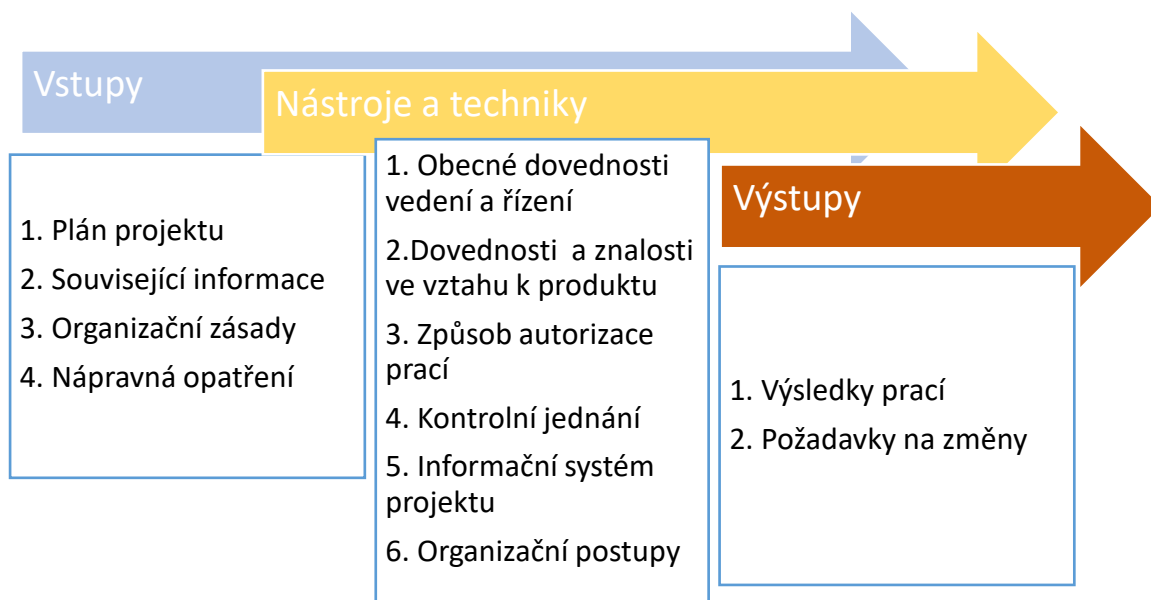 Vstupy
1. Plán projektu
2. Související informace
3. Organizační zásady
4. Nápravná opatření
Nástroje a techniky
1. Obecné dovednosti
vedení a řízení
2.Dovednosti  a znalosti
ve vztahu k produktu
3. Způsob autorizace
prací
4. Kontrolní jednání
5. Informační systém
projektu
6. Organizační postupy
Výstupy
1. Výsledky prací
2. Požadavky na změny